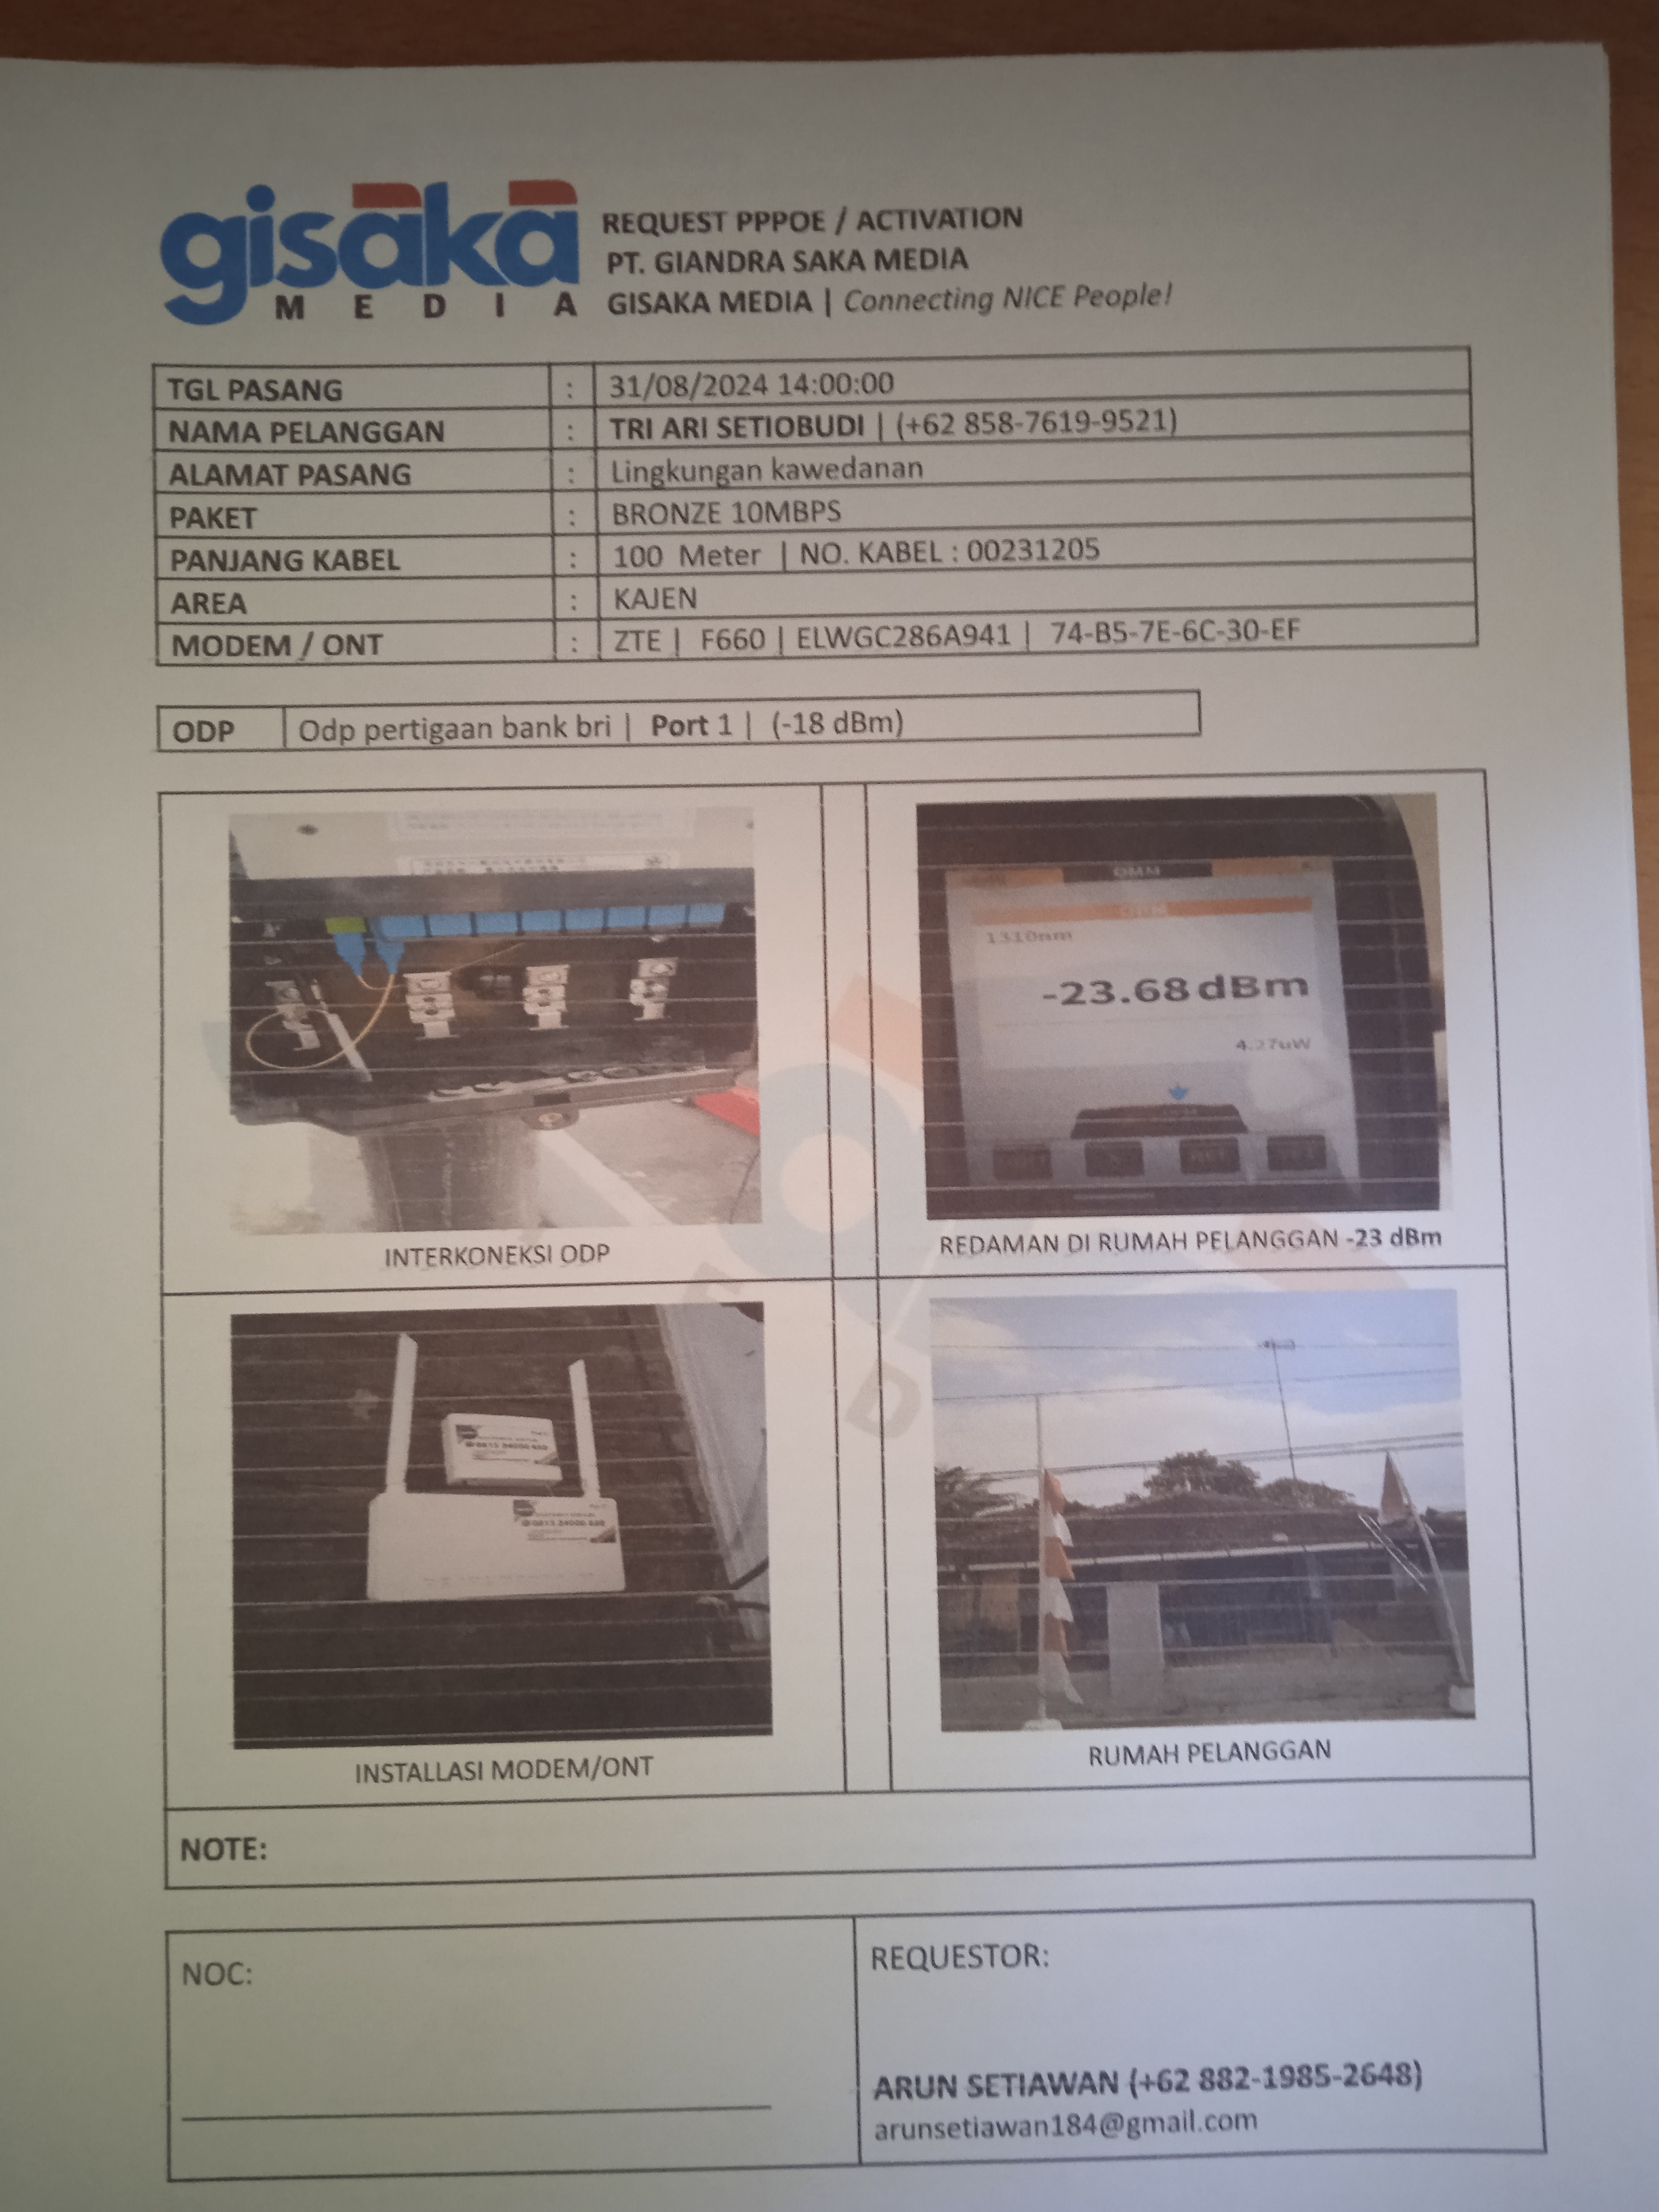 gisaka
MEDIA
REQUEST PPPOE / ACTIVATION
PT. GIANDRA SAKA MEDIA
GISAKA MEDIA | Connecting NICE People!
TGL PASANG : 31/08/2024 14:00:00
NAMA PELANGGAN : TRI ARI SETIOBUDI | (+62 858-7619-9521)
ALAMAT PASANG : Lingkungan kawedanan
PAKET : BRONZE 10MBPS
PANJANG KABEL : 100 Meter | NO. KABEL : 00231205
AREA : KAJEN
MODEM / ONT : ZTE | F660 | ELWGC286A941 | 74-B5-7E-6C-30-EF
ODP Odp pertigaan bank bri | Port 1 | (-18 dBm)
OMM
1310nm
-23.68dBm
4.27uW
INTERKONEKSI ODP
REDAMAN DI RUMAH PELANGGAN -23 dBm
INSTALLASI MODEM/ONT
RUMAH PELANGGAN
NOTE:
NOC:
REQUESTOR:
ARUN SETIAWAN (+62 882-1985-2648)
arunsetiawan184@gmail.com